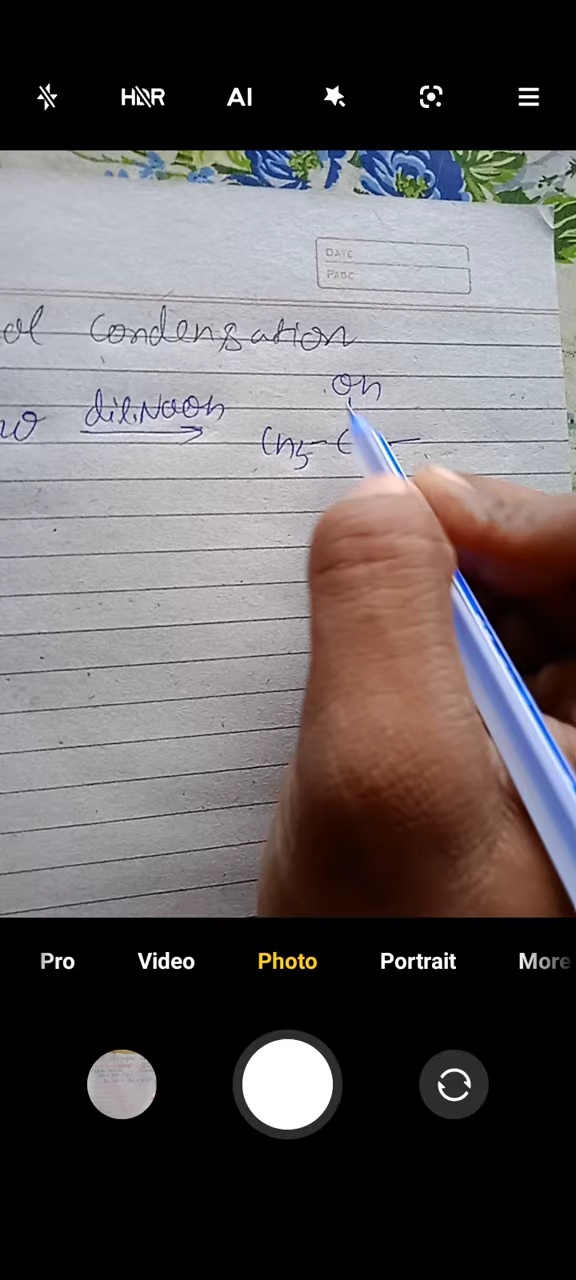 HDR
AI
DATE
PAGE
ol condensation
OH
dil.NaOH
CH3- C -
Pro Video Photo Portrait More